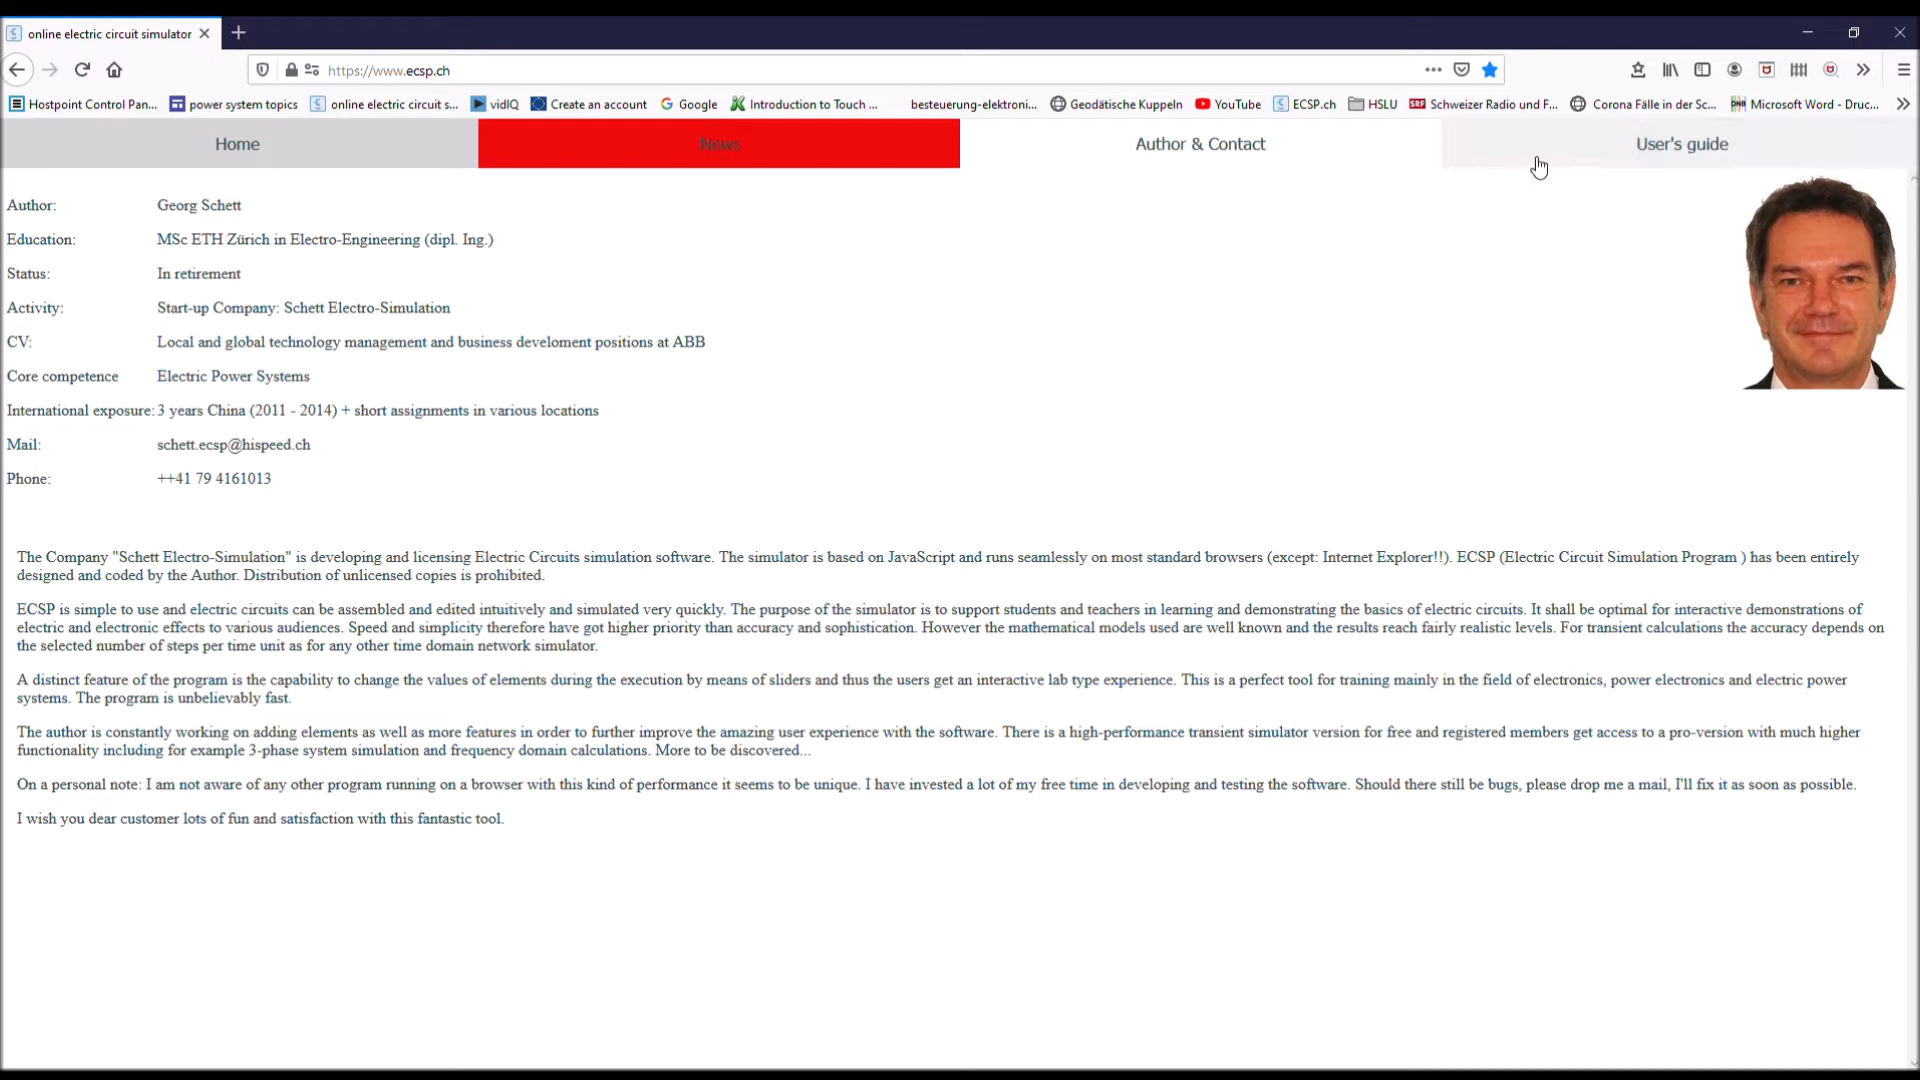 online electric circuit simulator
https://www.ecsp.ch
Hostpoint Control Pan... power system topics online electric circuit s... vidIQ Create an account Google Introduction to Touch ... besteuerung-elektroni... Geodätische Kuppeln YouTube ECSP.ch HSLU SRF Schweizer Radio und F... Corona Fälle in der Sc... Microsoft Word - Druc...
Home News Author & Contact User's guide
Author: Georg Schett
Education: MSc ETH Zürich in Electro-Engineering (dipl. Ing.)
Status: In retirement
Activity: Start-up Company: Schett Electro-Simulation
CV: Local and global technology management and business develoment positions at ABB
Core competence Electric Power Systems
International exposure: 3 years China (2011 - 2014) + short assignments in various locations
Mail: schett.ecsp@hispeed.ch
Phone: ++41 79 4161013
The Company "Schett Electro-Simulation" is developing and licensing Electric Circuits simulation software. The simulator is based on JavaScript and runs seamlessly on most standard browsers (except: Internet Explorer!!). ECSP (Electric Circuit Simulation Program ) has been entirely
designed and coded by the Author. Distribution of unlicensed copies is prohibited.
ECSP is simple to use and electric circuits can be assembled and edited intuitively and simulated very quickly. The purpose of the simulator is to support students and teachers in learning and demonstrating the basics of electric circuits. It shall be optimal for interactive demonstrations of
electric and electronic effects to various audiences. Speed and simplicity therefore have got higher priority than accuracy and sophistication. However the mathematical models used are well known and the results reach fairly realistic levels. For transient calculations the accuracy depends on
the selected number of steps per time unit as for any other time domain network simulator.
A distinct feature of the program is the capability to change the values of elements during the execution by means of sliders and thus the users get an interactive lab type experience. This is a perfect tool for training mainly in the field of electronics, power electronics and electric power
systems. The program is unbelievably fast.
The author is constantly working on adding elements as well as more features in order to further improve the amazing user experience with the software. There is a high-performance transient simulator version for free and registered members get access to a pro-version with much higher
functionality including for example 3-phase system simulation and frequency domain calculations. More to be discovered...
On a personal note: I am not aware of any other program running on a browser with this kind of performance it seems to be unique. I have invested a lot of my free time in developing and testing the software. Should there still be bugs, please drop me a mail, I'll fix it as soon as possible.
I wish you dear customer lots of fun and satisfaction with this fantastic tool.